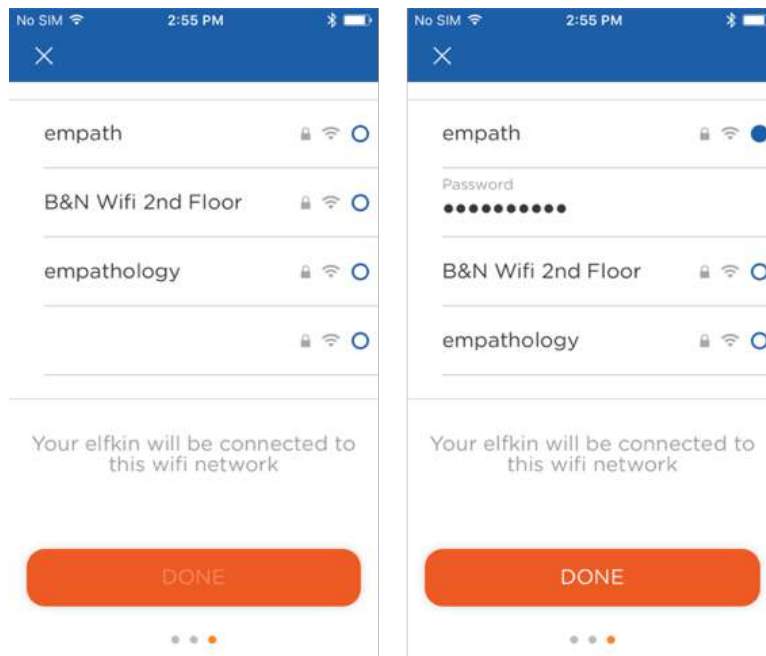 No SIM 2:55 PM
empath
B&N Wifi 2nd Floor
empathology
Your elfkin will be connected to
this wifi network
DONE
No SIM 2:55 PM
empath
Password
••••••••••
B&N Wifi 2nd Floor
empathology
Your elfkin will be connected to
this wifi network
DONE